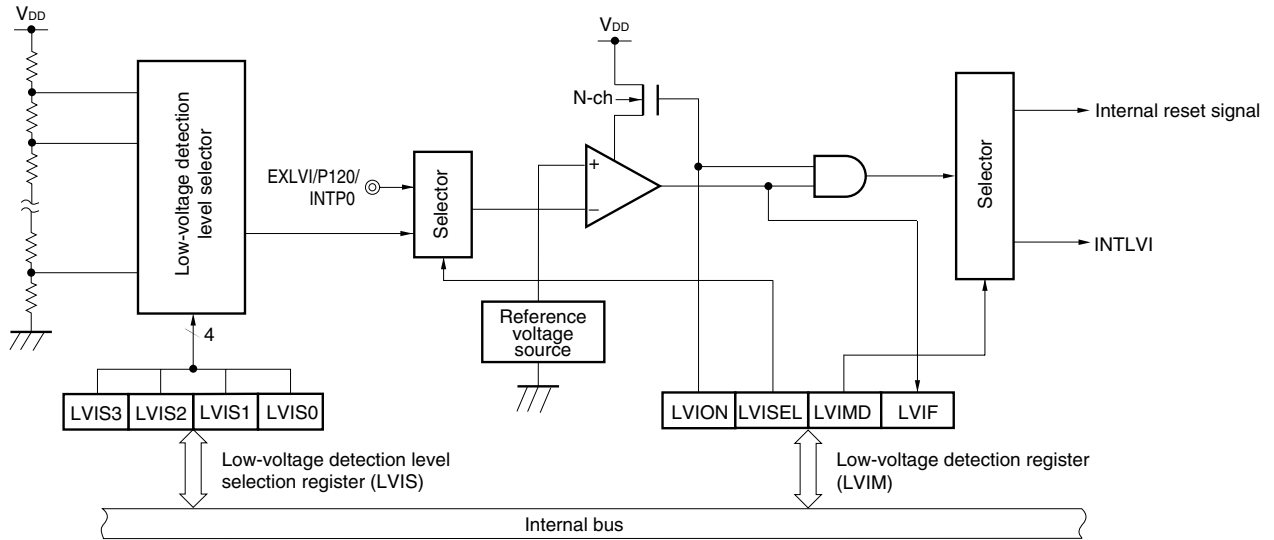 VDD
Low-voltage detection
level selector
4
LVIS3 LVIS2 LVIS1 LVIS0
Low-voltage detection level
selection register (LVIS)
EXLVI/P120/
INTP0
Selector
VDD
N-ch
+
−
Reference
voltage
source
Selector
Internal reset signal
INTLVI
LVION LVISEL LVIMD LVIF
Low-voltage detection register
(LVIM)
Internal bus